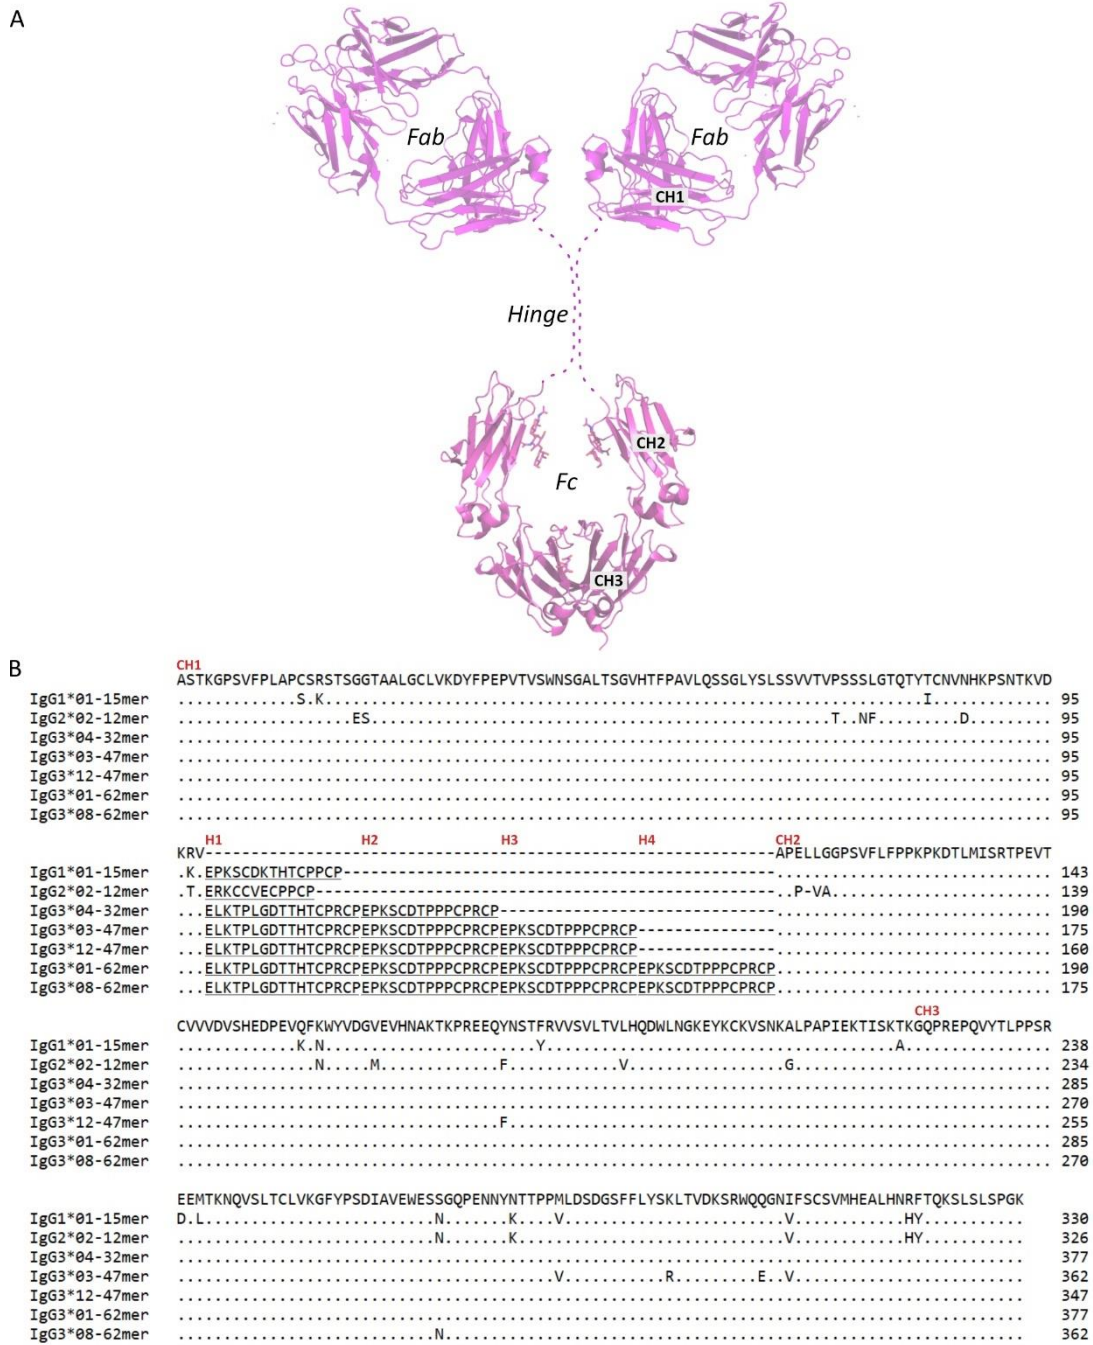 A
Fab
Fab
CH1
Hinge
CH2
Fc
CH3
B
CH1
ASTKGPSVFPLAPCSRSTSGGTAALGCLVKDYFPEPVTVSWNSGALTSGVHTFPAVLQSSGLYSLSSVVTVPSSSLGTQTYTCNVNHKPSNTKVD
IgG1*01-15mer .............S.K.................................................................I............. 95
IgG2*02-12mer ...................ES..................................................T..NF.........D......... 95
IgG3*04-32mer ............................................................................................... 95
IgG3*03-47mer ............................................................................................... 95
IgG3*12-47mer ............................................................................................... 95
IgG3*01-62mer ............................................................................................... 95
IgG3*08-62mer ............................................................................................... 95
H1 H2 H3 H4 CH2
KRV--------------------------------------------------------------APELLGGPSVFLFPPKPKDTLMISRTPEVT
IgG1*01-15mer .K.EPKSCDKTHTCPPCP-----------------------------------------------.............................. 143
IgG2*02-12mer .T.ERKCCVECPPCP--------------------------------------------------..P-VA........................ 139
IgG3*04-32mer ...ELKTPLGDTTHTCPRCPEPKSCDTPPPCPRCP------------------------------.............................. 190
IgG3*03-47mer ...ELKTPLGDTTHTCPRCPEPKSCDTPPPCPRCPEPKSCDTPPPCPRCP---------------.............................. 175
IgG3*12-47mer ...ELKTPLGDTTHTCPRCPEPKSCDTPPPCPRCPEPKSCDTPPPCPRCP---------------.............................. 160
IgG3*01-62mer ...ELKTPLGDTTHTCPRCPEPKSCDTPPPCPRCPEPKSCDTPPPCPRCPEPKSCDTPPPCPRCP.............................. 190
IgG3*08-62mer ...ELKTPLGDTTHTCPRCPEPKSCDTPPPCPRCPEPKSCDTPPPCPRCPEPKSCDTPPPCPRCP.............................. 175
CH3
CVVVDVSHEDPEVQFKWYVDGVEVHNAKTKPREEQYNSTFRVVSVLTVLHQDWLNGKEYKCKVSNKALPAPIEKTISKTKGQPREPQVYTLPPSR
IgG1*01-15mer .............K.N.......................Y......................................A................ 238
IgG2*02-12mer ...............N.....M.............F............V.................G............................ 234
IgG3*04-32mer ............................................................................................... 285
IgG3*03-47mer ............................................................................................... 270
IgG3*12-47mer ...................................F........................................................... 255
IgG3*01-62mer ............................................................................................... 285
IgG3*08-62mer ............................................................................................... 270
EEMTKNQVSLTCLVKGFYPSDIAVEWESSGQPENNYNTTPPMLDSDGSFFLYSKLTVDKSRWQQGNIFSCSVMHEALHNRFTQKSLSLSPGK
IgG1*01-15mer D.L.........................N.......K....V........................V............HY........... 330
IgG2*02-12mer ............................N.......K.............................V............HY........... 326
IgG3*04-32mer ............................................................................................ 377
IgG3*03-47mer .........................................V...........R.........E..V......................... 362
IgG3*12-47mer ............................................................................................ 347
IgG3*01-62mer ............................................................................................ 377
IgG3*08-62mer ............................N............................................................... 362